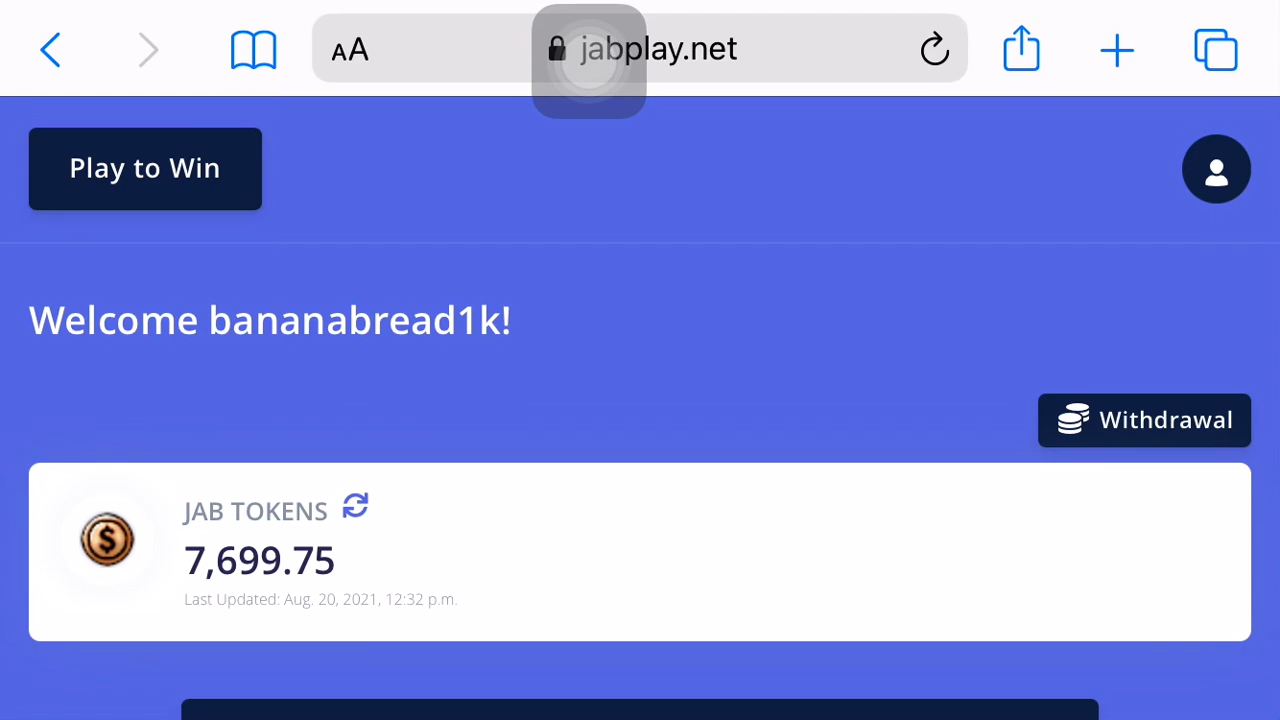 AA jabplay.net
Play to Win
Welcome bananabread1k!
Withdrawal
JAB TOKENS
$ 7,699.75
Last Updated: Aug. 20, 2021, 12:32 p.m.